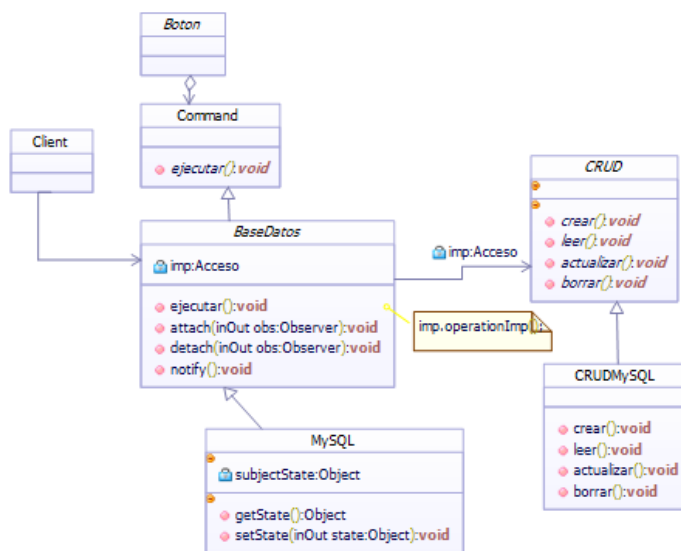 Boton
Command
ejecutar():void
Client
BaseDatos
imp:Acceso
ejecutar():void
attach(inOut obs:Observer):void
detach(inOut obs:Observer):void
notify():void
imp:Acceso
imp.operationImpl();
CRUD
crear():void
leer():void
actualizar():void
borrar():void
CRUDMySQL
crear():void
leer():void
actualizar():void
borrar():void
MySQL
subjectState:Object
getState():Object
setState(inOut state:Object):void